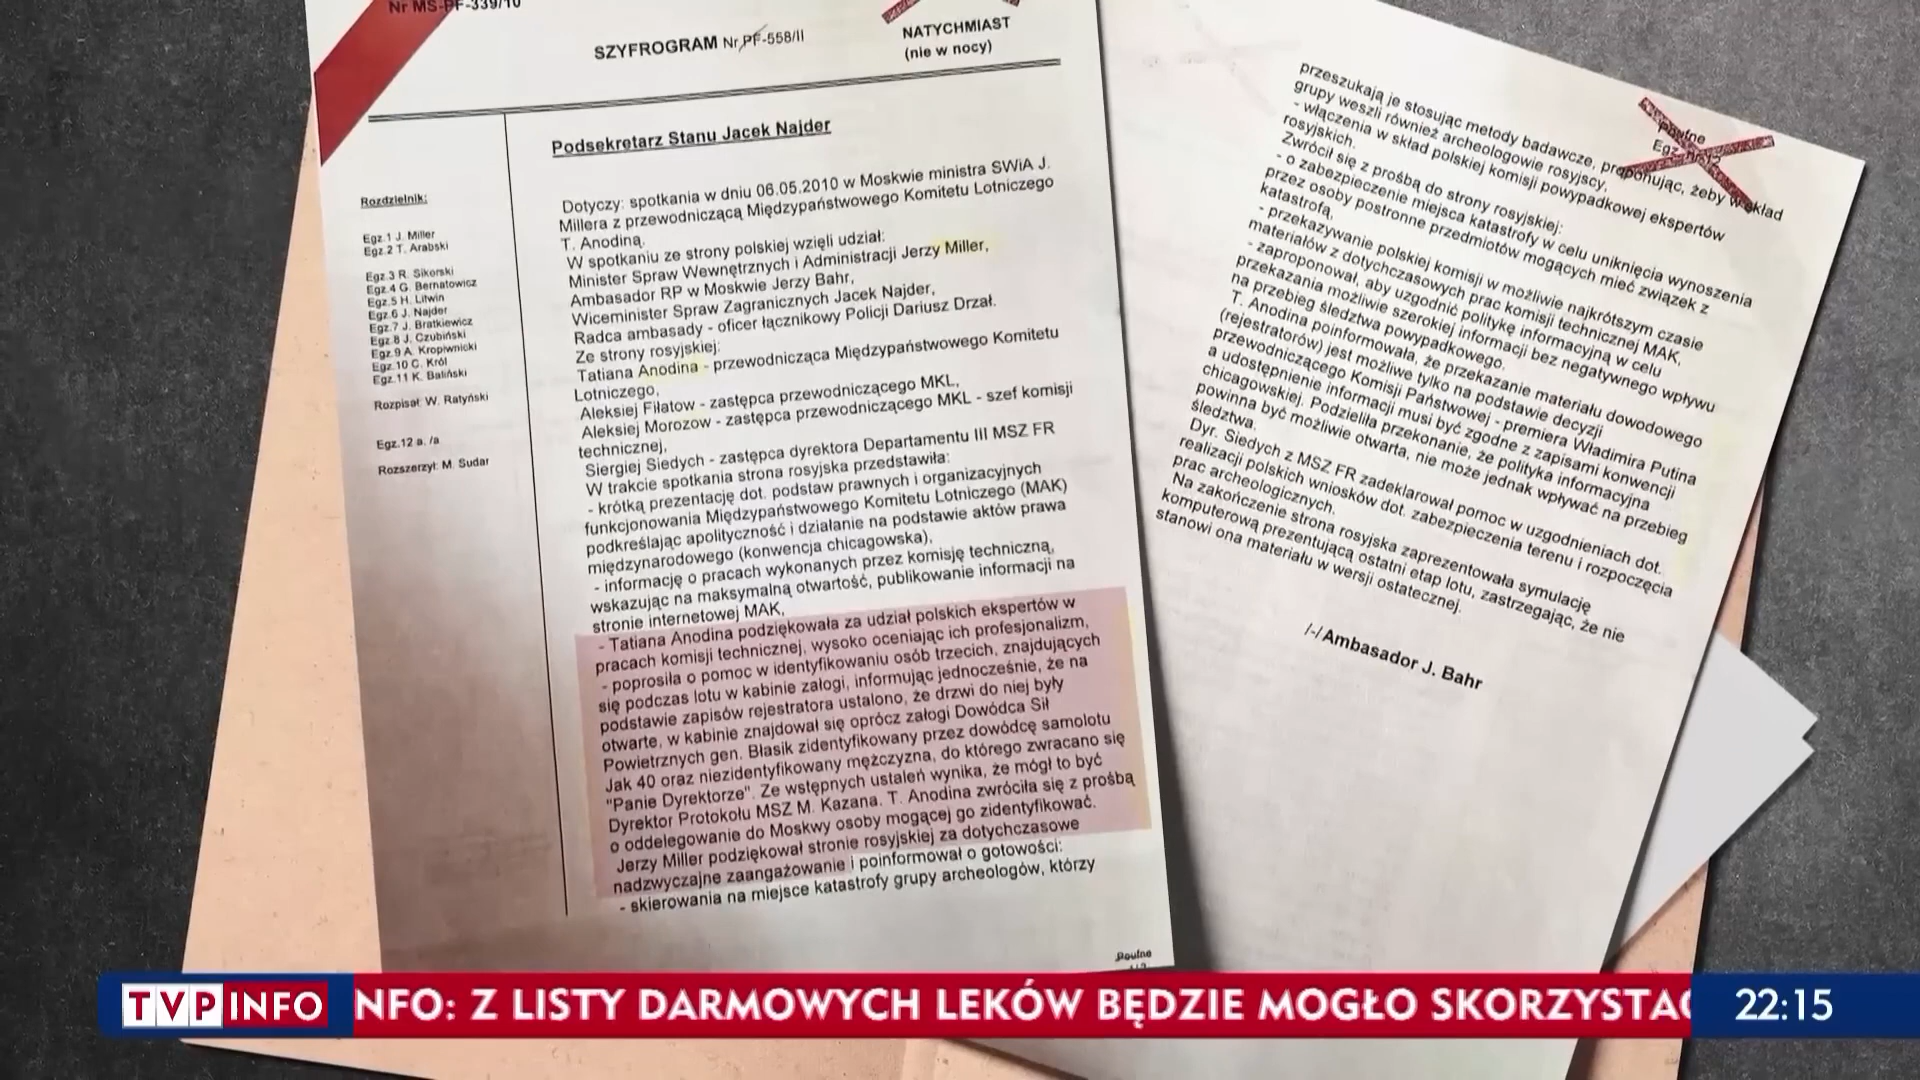 Nr MS-PF-339/10
SZYFROGRAM Nr PF-558/II
NATYCHMIAST
(nie w nocy)
Podsekretarz Stanu Jacek Najder
Rozdzielnik:
Egz.1 J. Miller
Egz.2 T. Arabski
Egz.3 R. Sikorski
Egz.4 G. Bernatowicz
Egz.5 H. Litwin
Egz.6 J. Najder
Egz.7 J. Bratkiewicz
Egz.8 J. Czubiński
Egz.9 A. Kropiwnicki
Egz.10 C. Król
Egz.11 K. Baliński
Rozpisał: W. Ratyński
Egz.12 a. /a
Rozszerzył: M. Sudar
Dotyczy: spotkania w dniu 06.05.2010 w Moskwie ministra SWiA J.
Millera z przewodniczącą Międzypaństwowego Komitetu Lotniczego
T. Anodiną.
W spotkaniu ze strony polskiej wzięli udział:
Minister Spraw Wewnętrznych i Administracji Jerzy Miller,
Ambasador RP w Moskwie Jerzy Bahr,
Wiceminister Spraw Zagranicznych Jacek Najder,
Radca ambasady - oficer łącznikowy Policji Dariusz Drzał.
Ze strony rosyjskiej:
Tatiana Anodina - przewodnicząca Międzypaństwowego Komitetu
Lotniczego,
Aleksiej Fiłatow - zastępca przewodniczącego MKL,
Aleksiej Morozow - zastępca przewodniczącego MKL - szef komisji
technicznej,
Siergiej Siedych - zastępca dyrektora Departamentu III MSZ FR
W trakcie spotkania strona rosyjska przedstawiła:
- krótką prezentację dot. podstaw prawnych i organizacyjnych
funkcjonowania Międzypaństwowego Komitetu Lotniczego (MAK)
podkreślając apolityczność i działanie na podstawie aktów prawa
międzynarodowego (konwencja chicagowska),
- informację o pracach wykonanych przez komisję techniczną,
wskazując na maksymalną otwartość, publikowanie informacji na
stronie internetowej MAK,
- Tatiana Anodina podziękowała za udział polskich ekspertów w
pracach komisji technicznej, wysoko oceniając ich profesjonalizm,
- poprosiła o pomoc w identyfikowaniu osób trzecich, znajdujących
się podczas lotu w kabinie załogi, informując jednocześnie, że na
podstawie zapisów rejestratora ustalono, że drzwi do niej były
otwarte, w kabinie znajdował się oprócz załogi Dowódca Sił
Powietrznych gen. Błasik zidentyfikowany przez dowódcę samolotu
Jak 40 oraz niezidentyfikowany mężczyzna, do którego zwracano się
"Panie Dyrektorze". Ze wstępnych ustaleń wynika, że mógł to być
Dyrektor Protokołu MSZ M. Kazana. T. Anodina zwróciła się z prośbą
o oddelegowanie do Moskwy osoby mogącej go zidentyfikować.
Jerzy Miller podziękował stronie rosyjskiej za dotychczasowe
nadzwyczajne zaangażowanie i poinformował o gotowości:
- skierowania na miejsce katastrofy grupy archeologów, którzy
Poufne
1/2
Poufne
przeszukają je stosując metody badawcze, proponując, żeby w skład
grupy weszli również archeologowie rosyjscy,
- włączenia w skład polskiej komisji powypadkowej ekspertów
rosyjskich.
Zwrócił się z prośbą do strony rosyjskiej:
- o zabezpieczenie miejsca katastrofy w celu uniknięcia wynoszenia
przez osoby postronne przedmiotów mogących mieć związek z
katastrofą,
- przekazywanie polskiej komisji w możliwie najkrótszym czasie
materiałów z dotychczasowych prac komisji technicznej MAK,
- zaproponował, aby uzgodnić politykę informacyjną w celu
przekazania możliwie szerokiej informacji bez negatywnego wpływu
na przebieg śledztwa powypadkowego.
T. Anodina poinformowała, że przekazanie materiału dowodowego
(rejestratorów) jest możliwe tylko na podstawie decyzji
przewodniczącego Komisji Państwowej - premiera Władimira Putina
a udostępnienie informacji musi być zgodne z zapisami konwencji
chicagowskiej. Podzieliła przekonanie, że polityka informacyjna
powinna być możliwie otwarta, nie może jednak wpływać na przebieg
śledztwa.
Dyr. Siedych z MSZ FR zadeklarował pomoc w uzgodnieniach dot.
realizacji polskich wniosków dot. zabezpieczenia terenu i rozpoczęcia
prac archeologicznych.
Na zakończenie strona rosyjska zaprezentowała symulację
komputerową prezentującą ostatni etap lotu, zastrzegając, że nie
stanowi ona materiału w wersji ostatecznej.
/-/ Ambasador J. Bahr
TVP INFO
NFO: Z LISTY DARMOWYCH LEKÓW BĘDZIE MOGŁO SKORZYSTAĆ
22:15